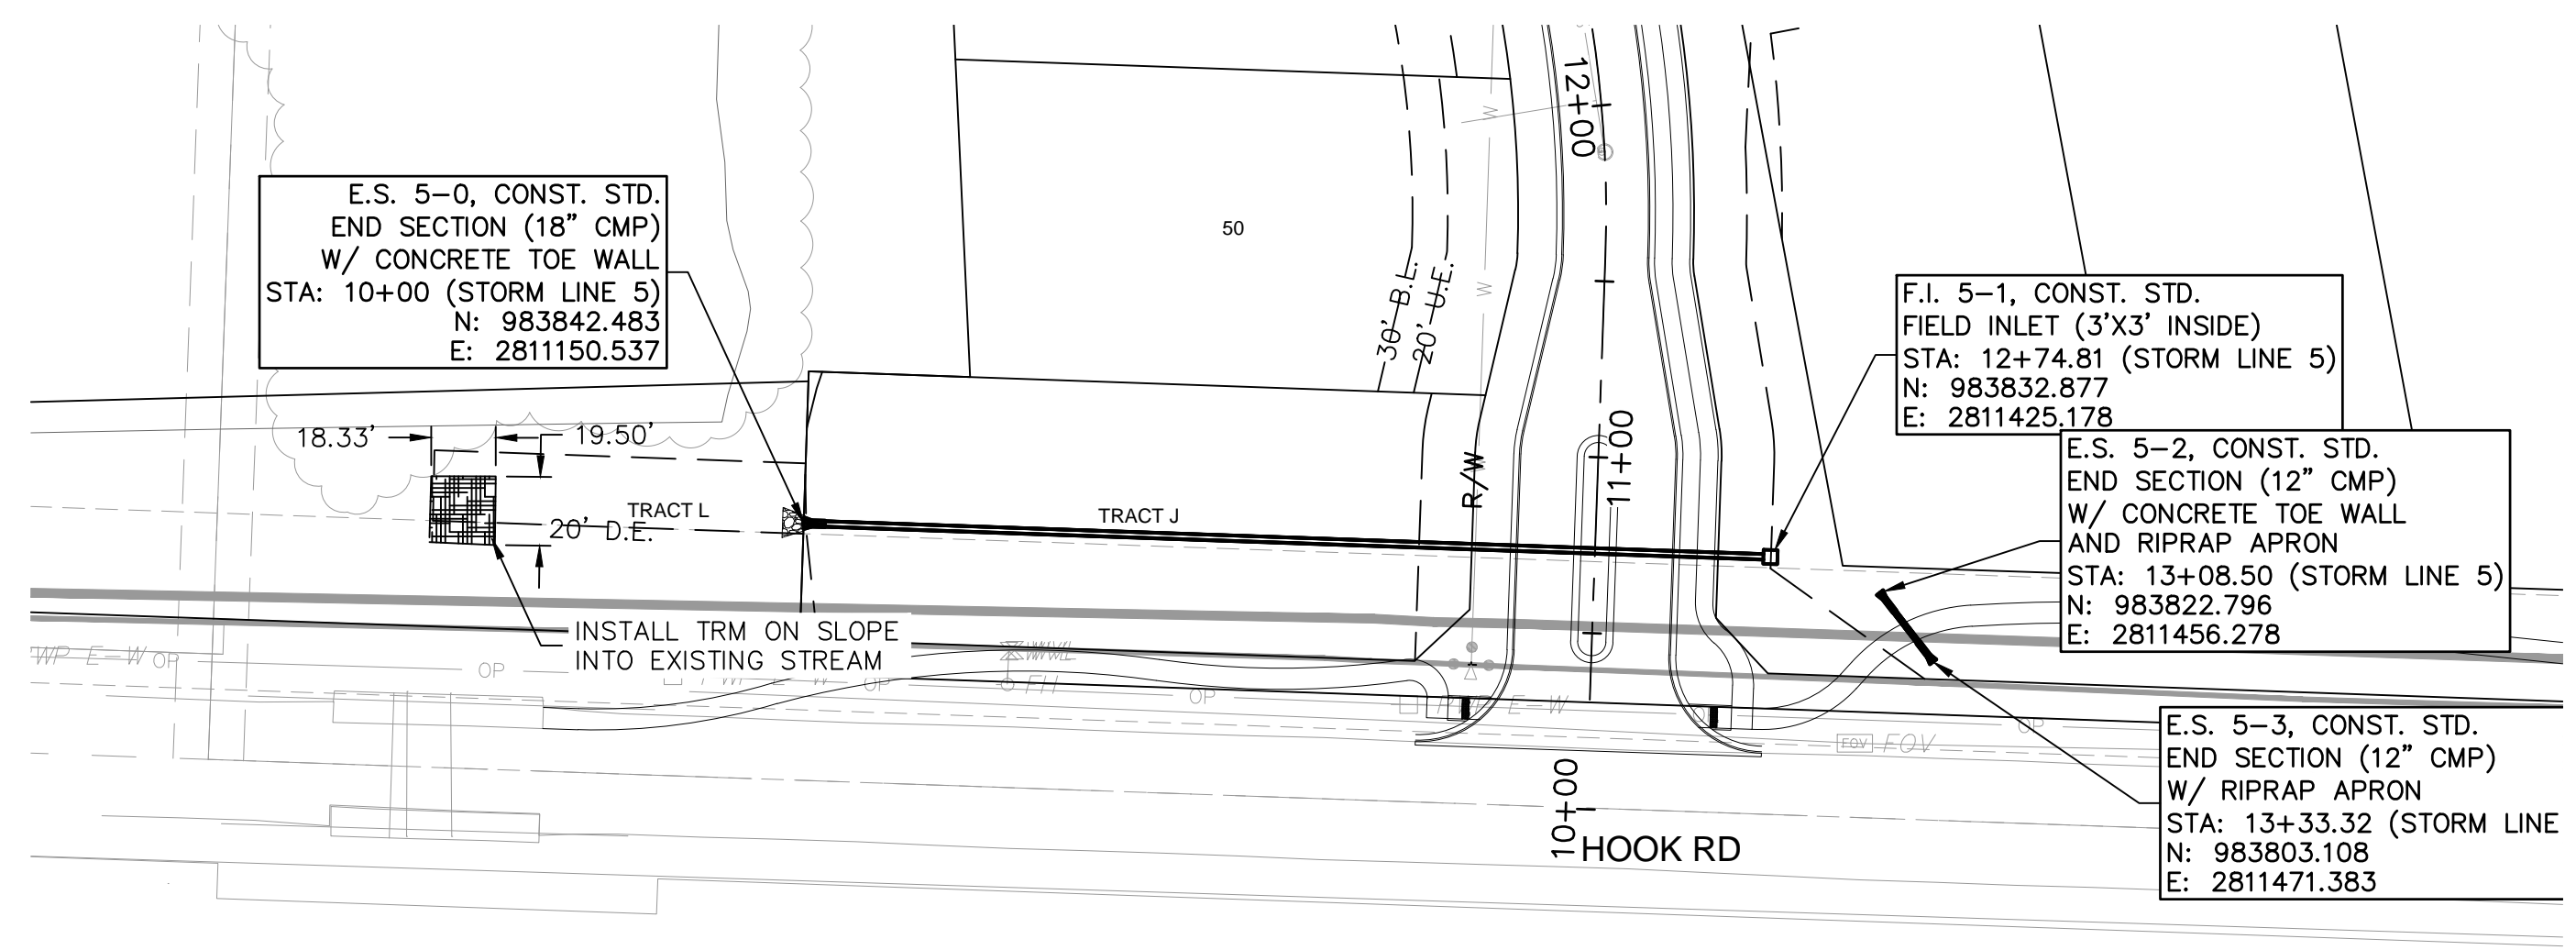 12+00
E.S. 5-0, CONST. STD.
END SECTION (18" CMP)
W/ CONCRETE TOE WALL
STA: 10+00 (STORM LINE 5)
N: 983842.483
E: 2811150.537
50
W
W
30' B.L.
20' U.E.
F.I. 5-1, CONST. STD.
FIELD INLET (3'X3' INSIDE)
STA: 12+74.81 (STORM LINE 5)
N: 983832.877
E: 2811425.178
18.33'
19.50'
R/W
11+00
E.S. 5-2, CONST. STD.
END SECTION (12" CMP)
W/ CONCRETE TOE WALL
AND RIPRAP APRON
STA: 13+08.50 (STORM LINE 5)
N: 983822.796
E: 2811456.278
TRACT L
TRACT J
20' D.E.
INSTALL TRM ON SLOPE
INTO EXISTING STREAM
WP E-W
OP
OP
OP
FH
OP
E-W
FOV
FOV
OP
E.S. 5-3, CONST. STD.
END SECTION (12" CMP)
W/ RIPRAP APRON
STA: 13+33.32 (STORM LINE
N: 983803.108
E: 2811471.383
10+00
HOOK RD